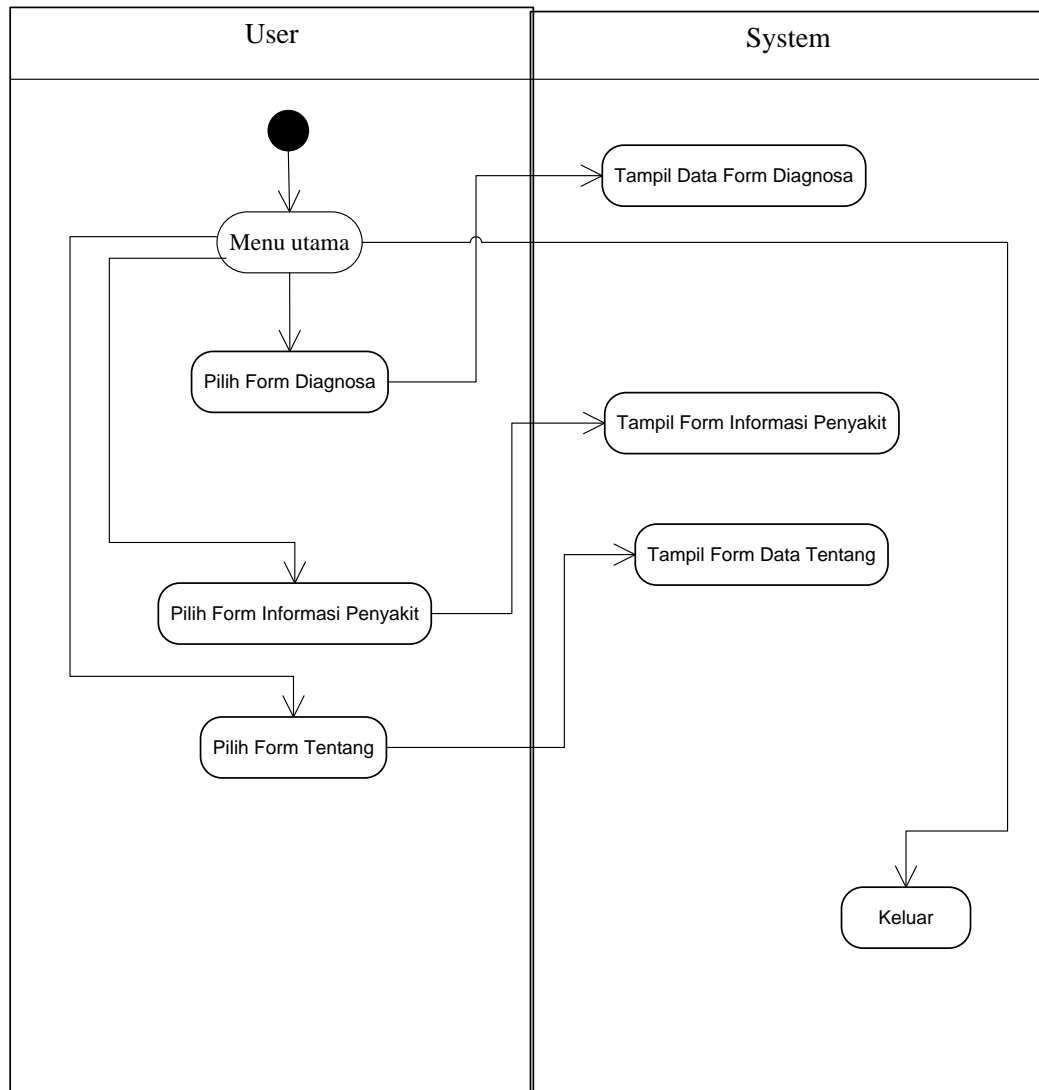 User
System
Tampil Data Form Diagnosa
Menu utama
Pilih Form Diagnosa
Tampil Form Informasi Penyakit
Tampil Form Data Tentang
Pilih Form Informasi Penyakit
Pilih Form Tentang
Keluar